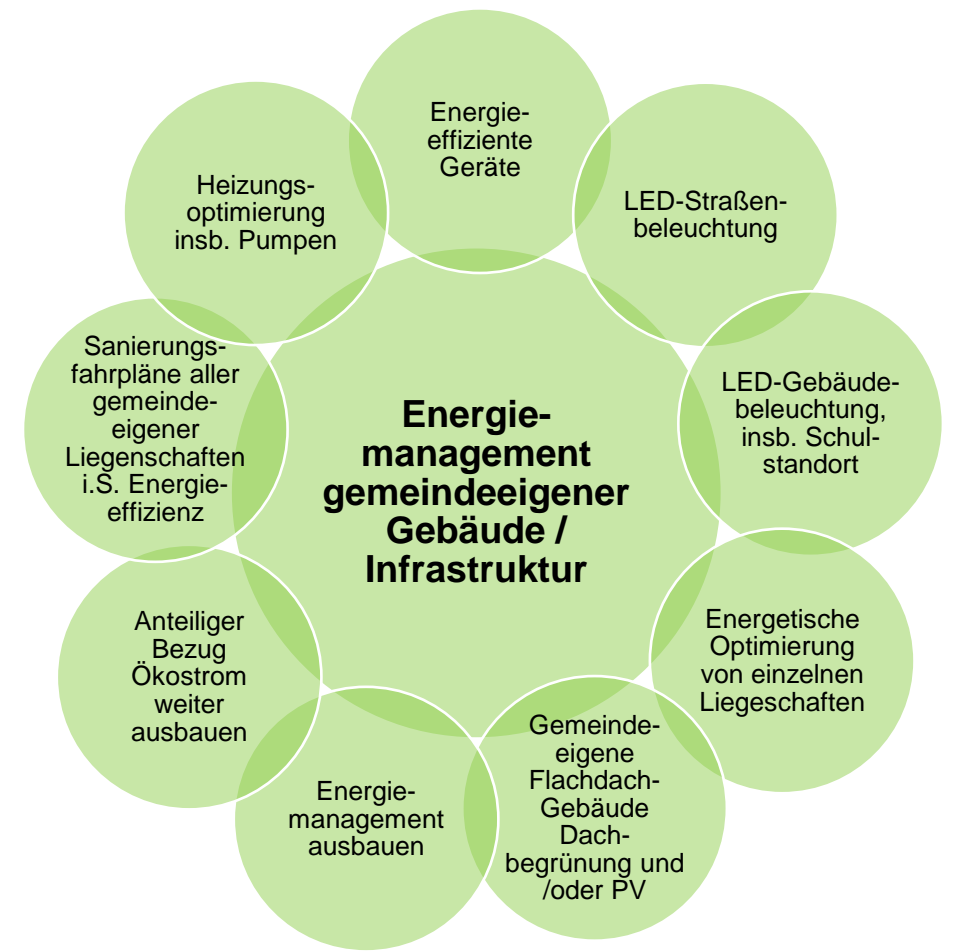 Energie-
effiziente
Geräte
LED-Straßen-
beleuchtung
LED-Gebäude-
beleuchtung,
insb. Schul-
standort
Energetische
Optimierung
von einzelnen
Liegeschaften
Gemeinde-
eigene
Flachdach-
Gebäude
Dach-
begrünung und
/oder PV
Energie-
management
ausbauen
Anteiliger
Bezug
Ökostrom
weiter
ausbauen
Sanierungs-
fahrpläne aller
gemeinde-
eigener
Liegenschaften
i.S. Energie-
effizienz
Heizungs-
optimierung
insb. Pumpen
Energie-
management
gemeindeeigener
Gebäude /
Infrastruktur